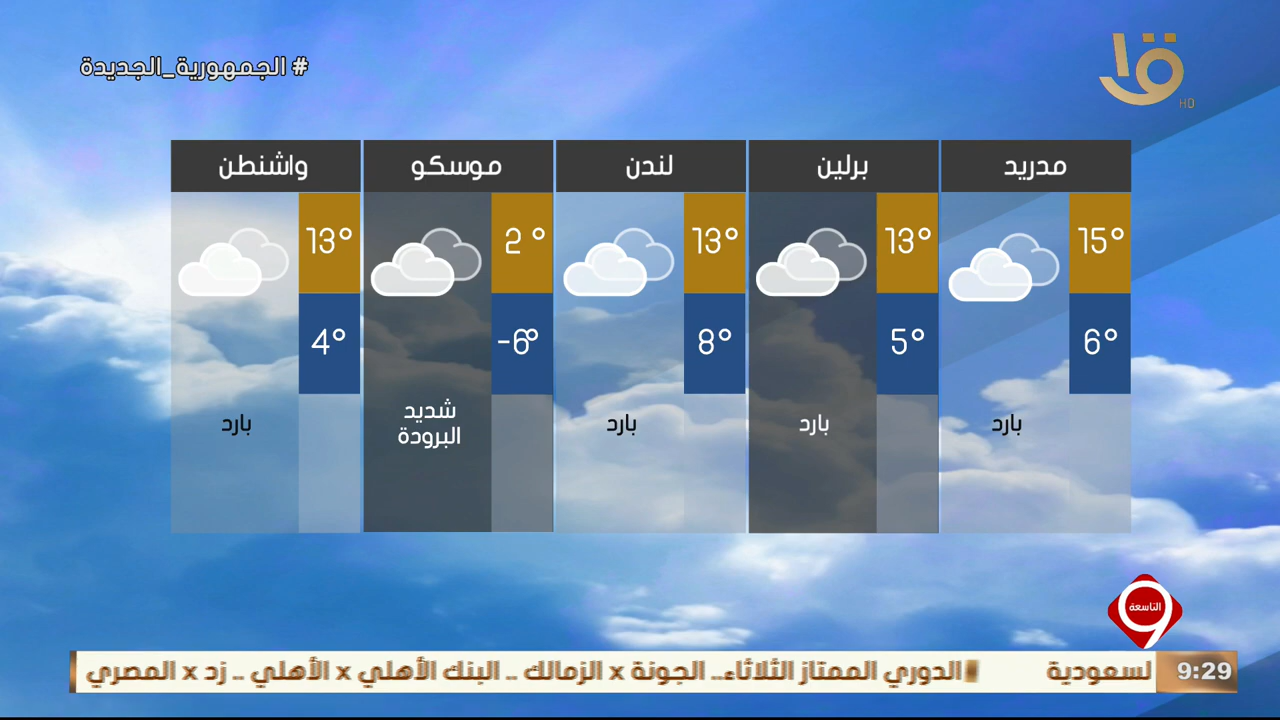 #الجمهورية_الجديدة
HD
مدريد
15°
6°
بارد
برلين
13°
5°
بارد
لندن
13°
8°
بارد
موسكو
2°
-6°
شديد
البرودة
واشنطن
13°
4°
بارد
التاسعة
9
9:29
لسعودية
الدوري الممتاز الثلاثاء.. الجونة x الزمالك .. البنك الأهلي x الأهلي .. زد x المصري